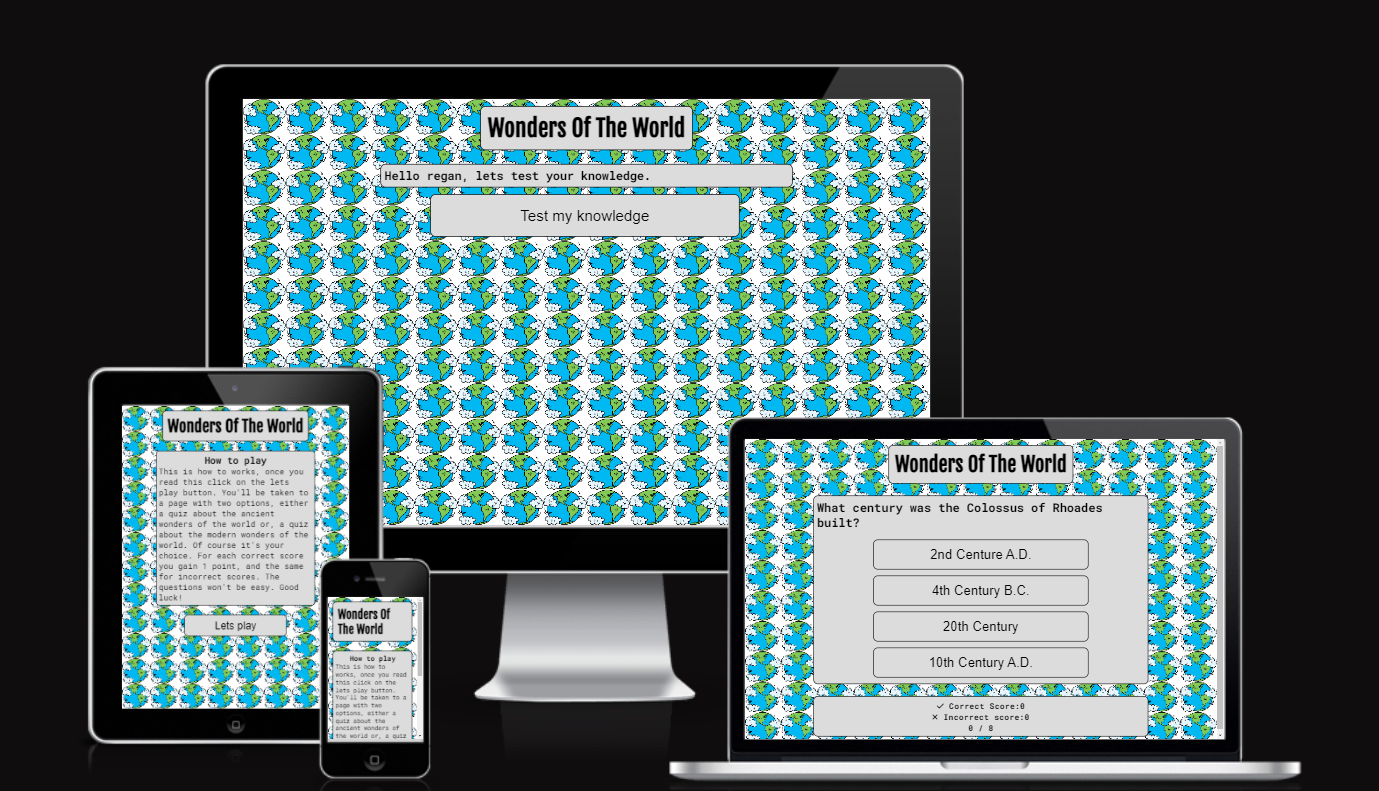 Wonders Of The World
Hello regan, lets test your knowledge.
Test my knowledge
Wonders Of The World
How to play
This is how to works, once you
read this click on the lets
play button. You'll be taken to
a page with two options, either
a quiz about the ancient
wonders of the world or, a quiz
about the modern wonders of the
world. Of course it's your
choice. For each correct score
you gain 1 point, and the same
for incorrect scores. The
questions won't be easy. Good
luck!
Lets play
Wonders Of
The World
How to play
This is how to
works, once you read
this click on the
lets play button.
You'll be taken to a
page with two
options, either a
quiz about the
ancient wonders of
the world or, a quiz
Wonders Of The World
What century was the Colossus of Rhoades
built?
2nd Centure A.D.
4th Century B.C.
20th Century
10th Century A.D.
✓ Correct Score:0
✕ Incorrect score:0
0 / 8